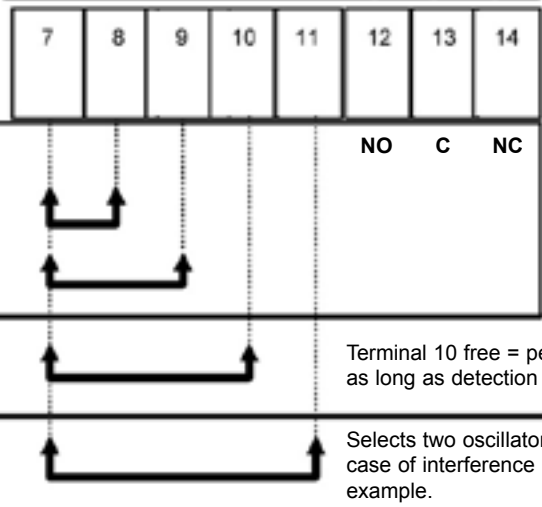 7 8 9 10 11 12 13 14
NO C NC
Terminal 10 free =
as long as detection
Selects two oscillator
case of interference
example.